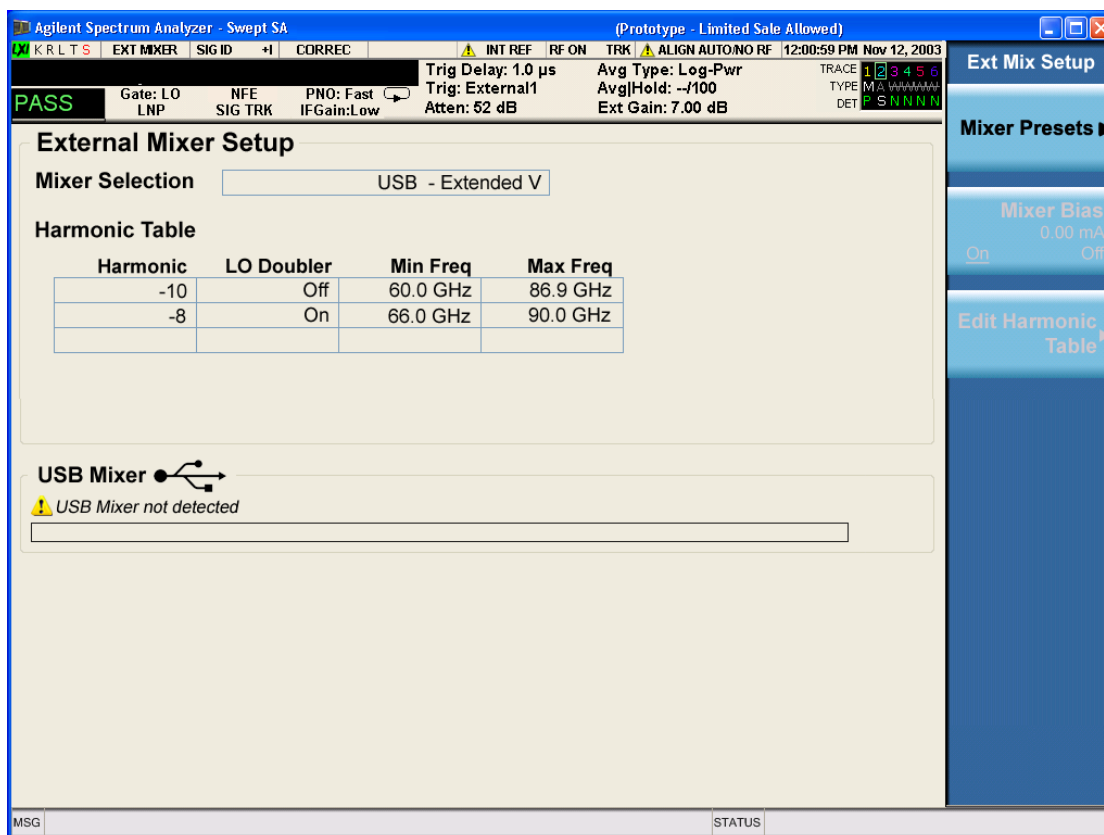 Agilent Spectrum Analyzer - Swept SA (Prototype - Limited Sale Allowed)
LXI K R L T S EXT MIXER SIG ID +I CORREC INT REF RF ON TRK ALIGN AUTO/NO RF 12:00:59 PM Nov 12, 2003
PASS
Gate: LO
LNP
NFE
SIG TRK
PNO: Fast
IFGain:Low
Trig Delay: 1.0 µs
Trig: External1
Atten: 52 dB
Avg Type: Log-Pwr
Avg|Hold: --/100
Ext Gain: 7.00 dB
TRACE 1 2 3 4 5 6
TYPE M A W W W W
DET P S N N N N
External Mixer Setup
Mixer Selection USB - Extended V
Harmonic Table
Harmonic LO Doubler Min Freq Max Freq
-10 Off 60.0 GHz 86.9 GHz
-8 On 66.0 GHz 90.0 GHz
USB Mixer
USB Mixer not detected
MSG STATUS
Ext Mix Setup
Mixer Presets
Mixer Bias
0.00 mA
On Off
Edit Harmonic
Table